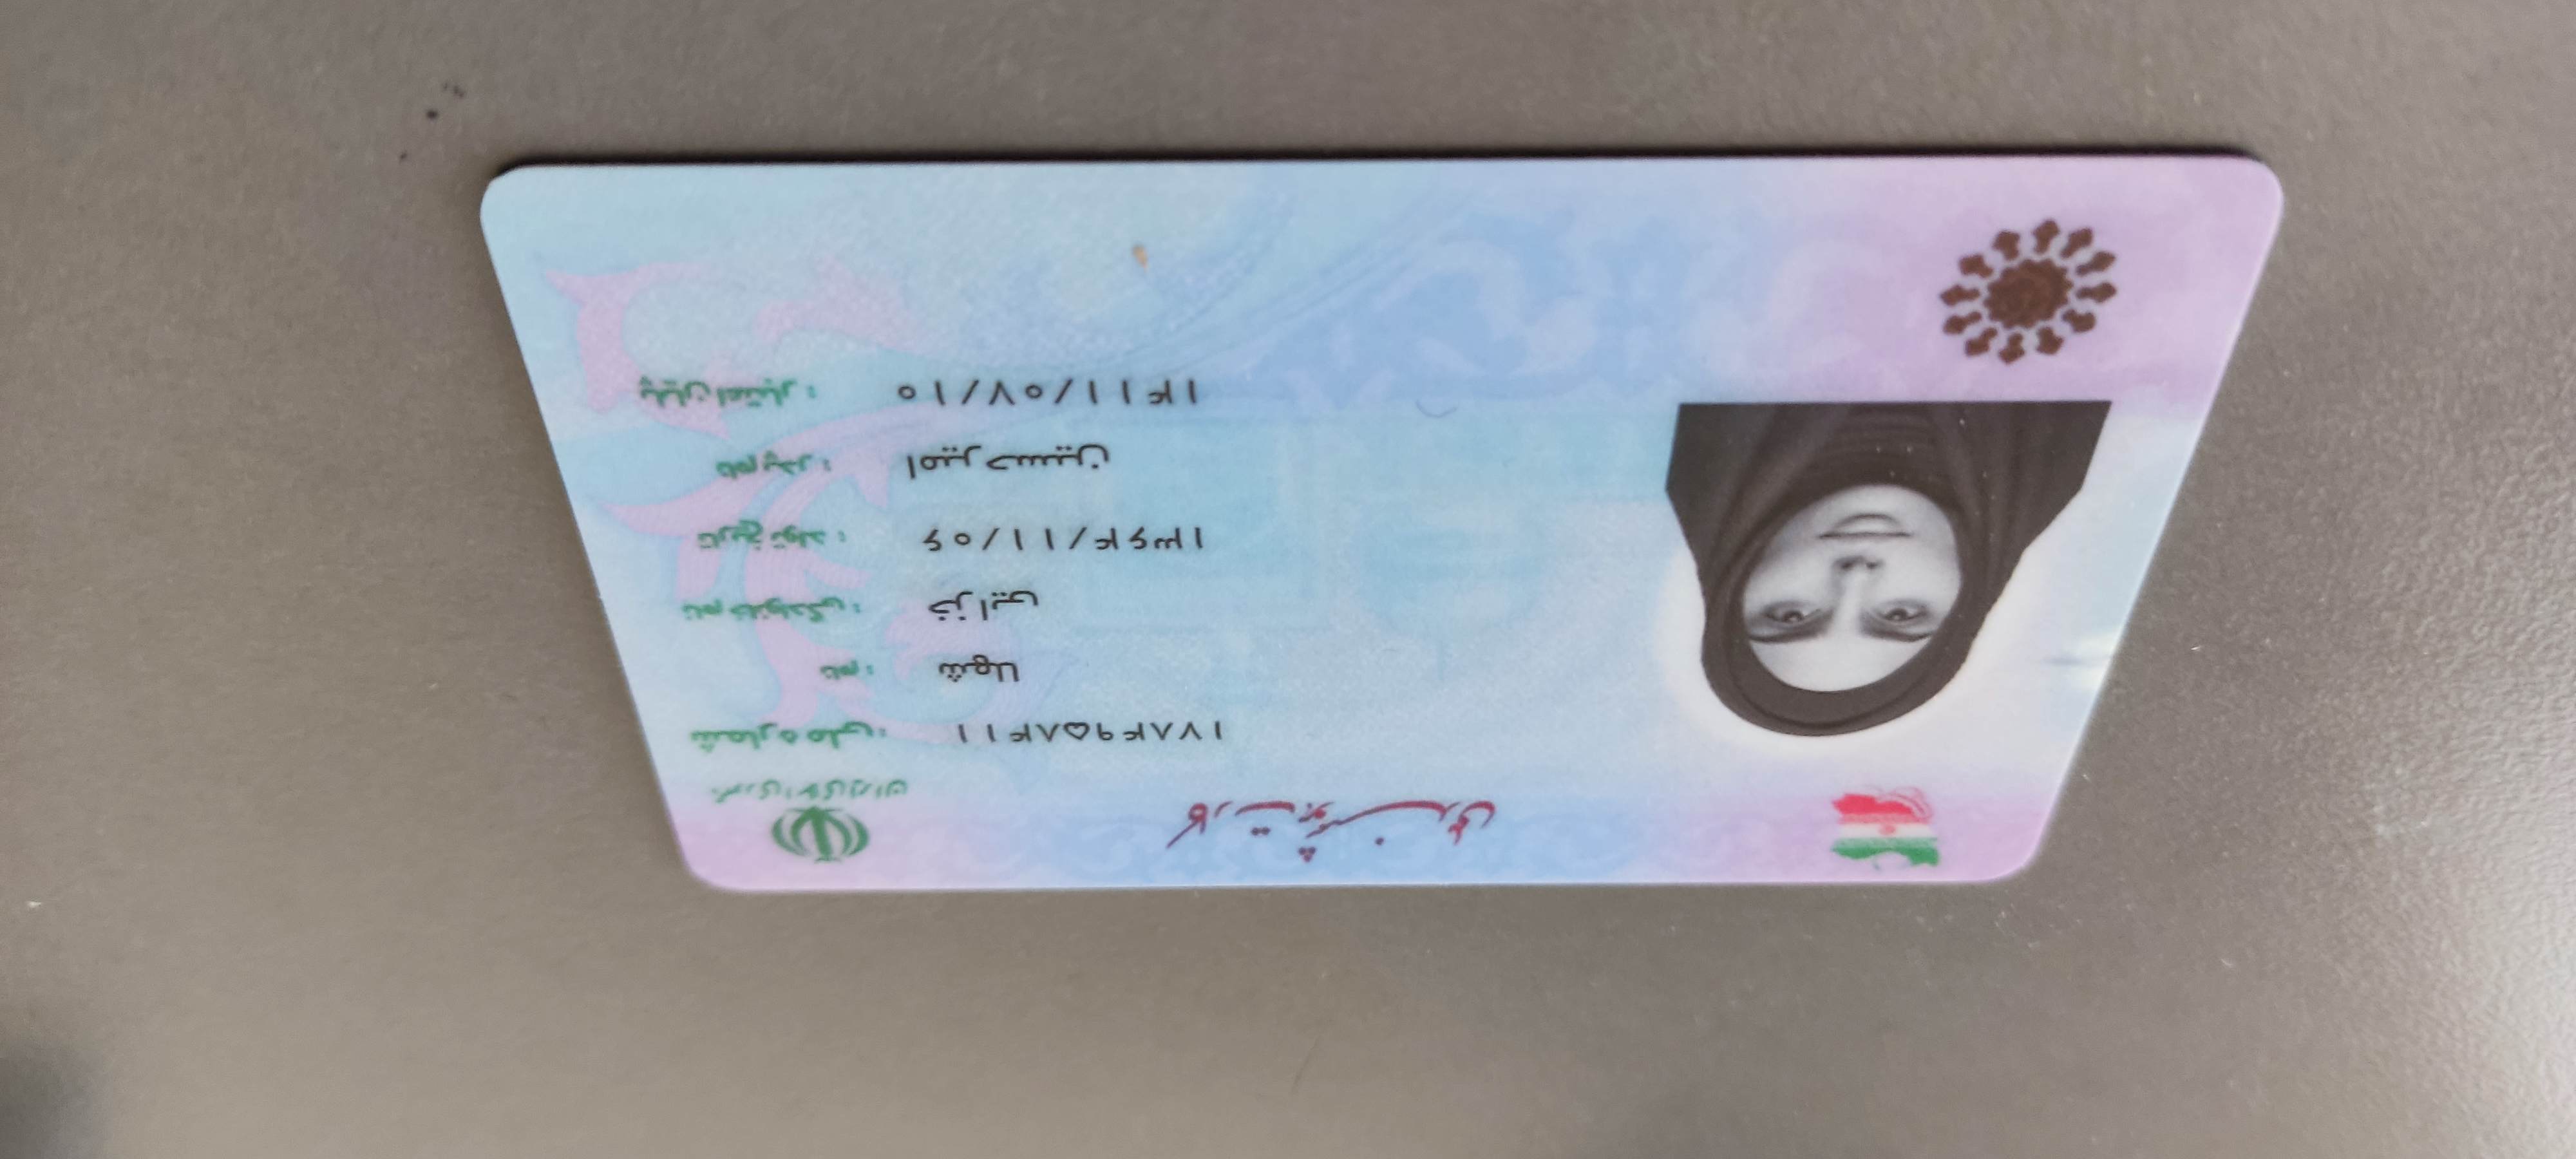 کارت هوشمند ملی
جمهوری اسلامی ایران
شماره ملی: ۱۷۸۴۹۵۸۴۱۱
نام: شهلا
نام خانوادگی: خزایی
تاریخ تولد: ۱۳۶۴/۱۱/۰۶
نام پدر: امیرحسین
پایان اعتبار: ۱۴۱۱/۰۷/۱۰